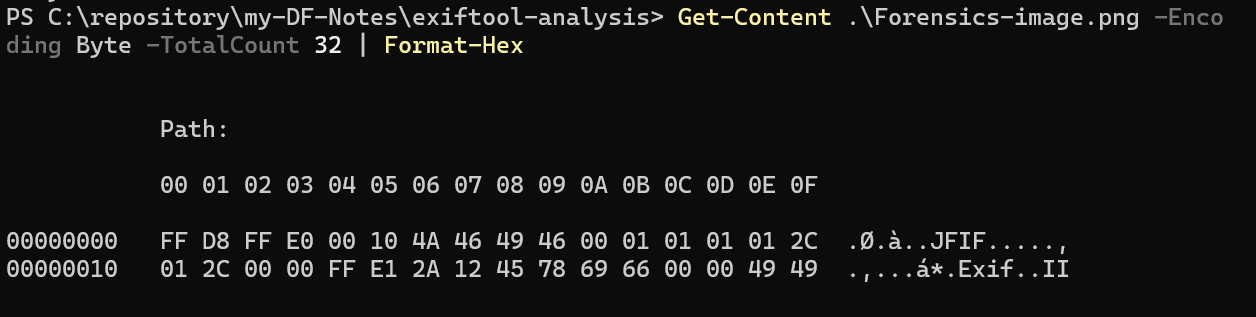 PS C:\repository\my-DF-Notes\exiftool-analysis> Get-Content .\Forensics-image.png -Enco
ding Byte -TotalCount 32 | Format-Hex
Path:
00 01 02 03 04 05 06 07 08 09 0A 0B 0C 0D 0E 0F
00000000 FF D8 FF E0 00 10 4A 46 49 46 00 01 01 01 01 2C .Ø.à..JFIF.....,
00000010 01 2C 00 00 FF E1 2A 12 45 78 69 66 00 00 49 49 .,...á*.Exif..II